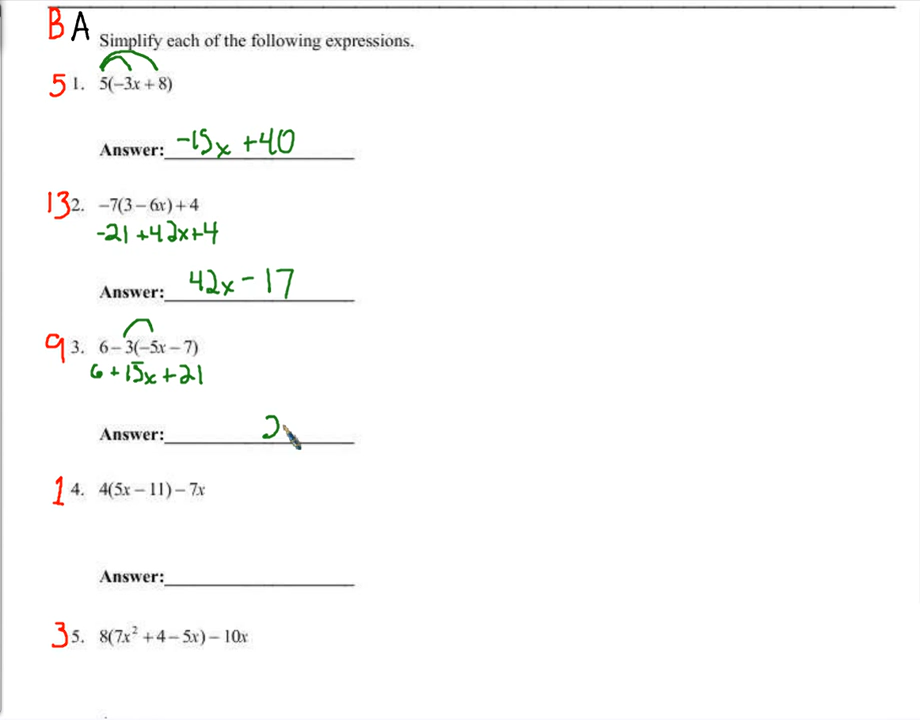 B A
Simplify each of the following expressions.
5 1. 5(−3x + 8)
Answer: -15x +40
13 2. −7(3 − 6x) + 4
-21 +42x+4
Answer: 42x - 17
9 3. 6 − 3(−5x − 7)
6 + 15x +21
Answer: 2
1 4. 4(5x − 11) − 7x
Answer:
3 5. 8(7x² + 4 − 5x) − 10x